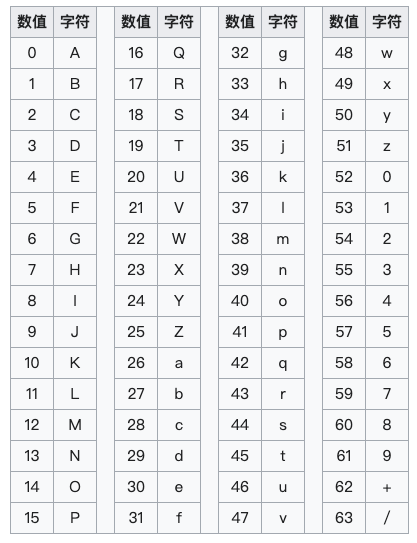 数值 字符 数值 字符 数值 字符 数值 字符
0 A 16 Q 32 g 48 w
1 B 17 R 33 h 49 x
2 C 18 S 34 i 50 y
3 D 19 T 35 j 51 z
4 E 20 U 36 k 52 0
5 F 21 V 37 l 53 1
6 G 22 W 38 m 54 2
7 H 23 X 39 n 55 3
8 I 24 Y 40 o 56 4
9 J 25 Z 41 p 57 5
10 K 26 a 42 q 58 6
11 L 27 b 43 r 59 7
12 M 28 c 44 s 60 8
13 N 29 d 45 t 61 9
14 O 30 e 46 u 62 +
15 P 31 f 47 v 63 /